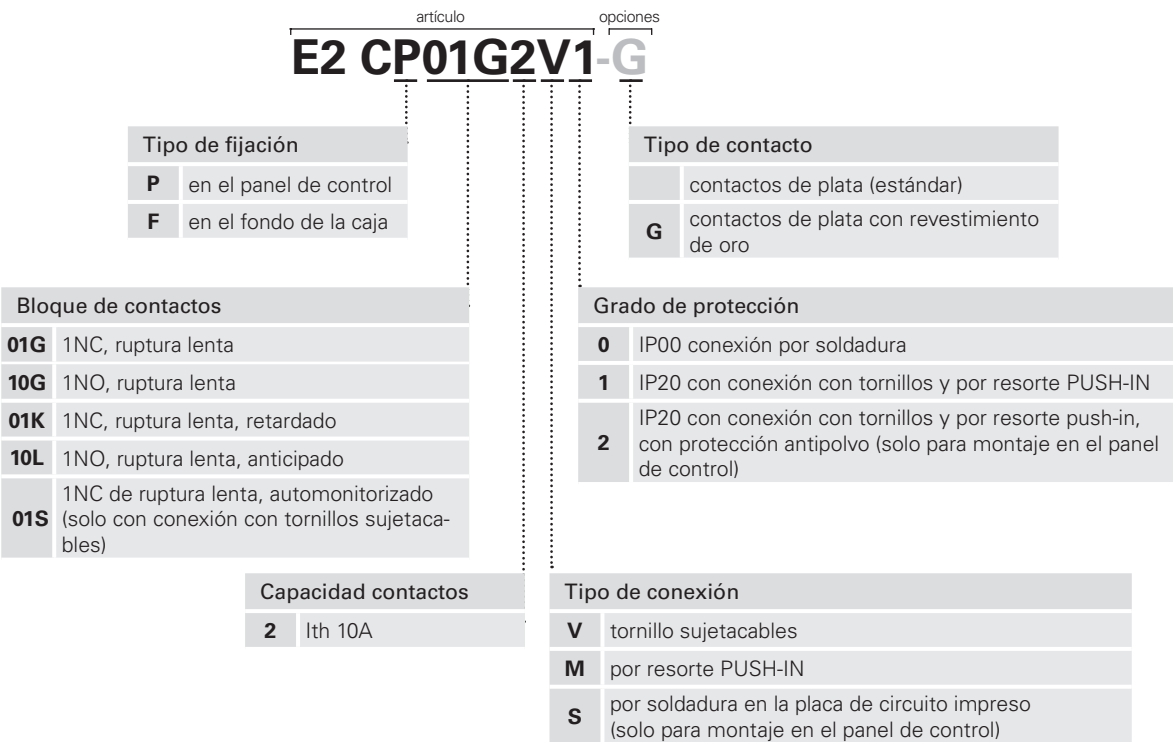 artículo opciones
E2 CP01G2V1-G
Tipo de fijación
P en el panel de control
F en el fondo de la caja
Tipo de contacto
contactos de plata (estándar)
G contactos de plata con revestimiento
de oro
Bloque de contactos
01G 1NC, ruptura lenta
10G 1NO, ruptura lenta
01K 1NC, ruptura lenta, retardado
10L 1NO, ruptura lenta, anticipado
01S 1NC de ruptura lenta, automonitorizado
(solo con conexión con tornillos sujetaca-
bles)
Grado de protección
0 IP00 conexión por soldadura
1 IP20 con conexión con tornillos y por resorte PUSH-IN
2 IP20 con conexión con tornillos y por resorte push-in,
con protección antipolvo (solo para montaje en el panel
de control)
Capacidad contactos
2 Ith 10A
Tipo de conexión
V tornillo sujetacables
M por resorte PUSH-IN
S por soldadura en la placa de circuito impreso
(solo para montaje en el panel de control)